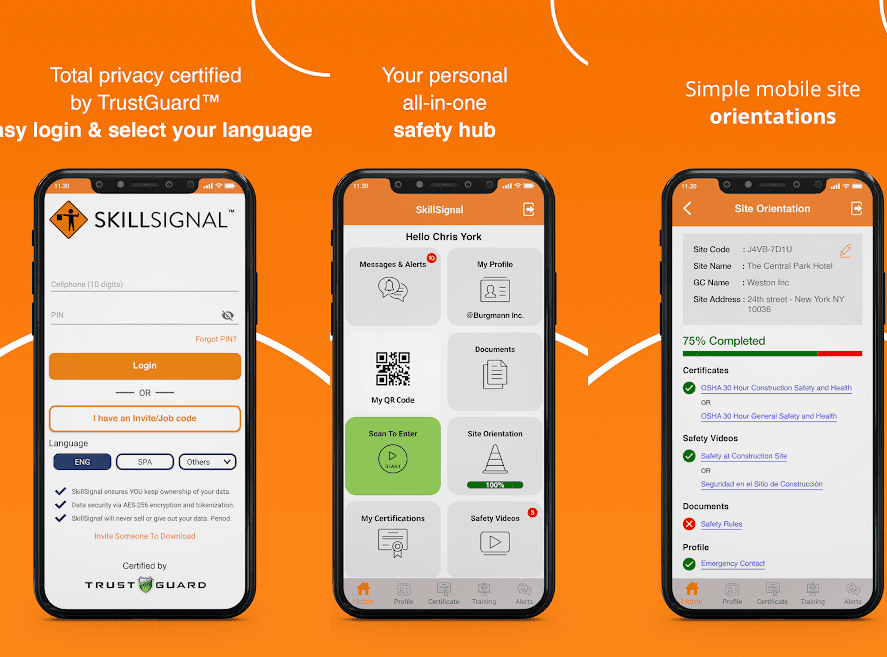 Total privacy certified
by TrustGuard™
asy login & select your language
11.30
SKILLSIGNAL™
Cellphone (10 digits)
PIN
Forgot PIN?
Login
OR
I have an Invite/Job code
Language
ENG
SPA
Others
SkillSignal ensures YOU keep ownership of your data.
Data security via AES-256 encryption and tokenization.
SkillSignal will never sell or give out your data. Period.
Invite Someone To Download
Certified by
TRUST GUARD
Your personal
all-in-one
safety hub
11.30
SkillSignal
Hello Chris York
Messages & Alerts
10
My Profile
@Burgmann Inc.
My QR Code
Documents
Scan To Enter
START
Site Orientation
100%
My Certifications
Safety Videos
3
Home
Profile
Certificate
Training
Alerts
Simple mobile site
orientations
11.30
Site Orientation
Site Code : J4VB-7D1U
Site Name : The Central Park Hotel
GC Name : Weston Inc
Site Address : 24th street - New York NY
10036
75% Completed
Certificates
OSHA 30 Hour Construction Safety and Health
OR
OSHA 30 Hour General Safety and Health
Safety Videos
Safety at Construction Site
OR
Seguridad en el Sitio de Construcción
Documents
Safety Rules
Profile
Emergency Contact
Home
Profile
Certificate
Training
Alerts